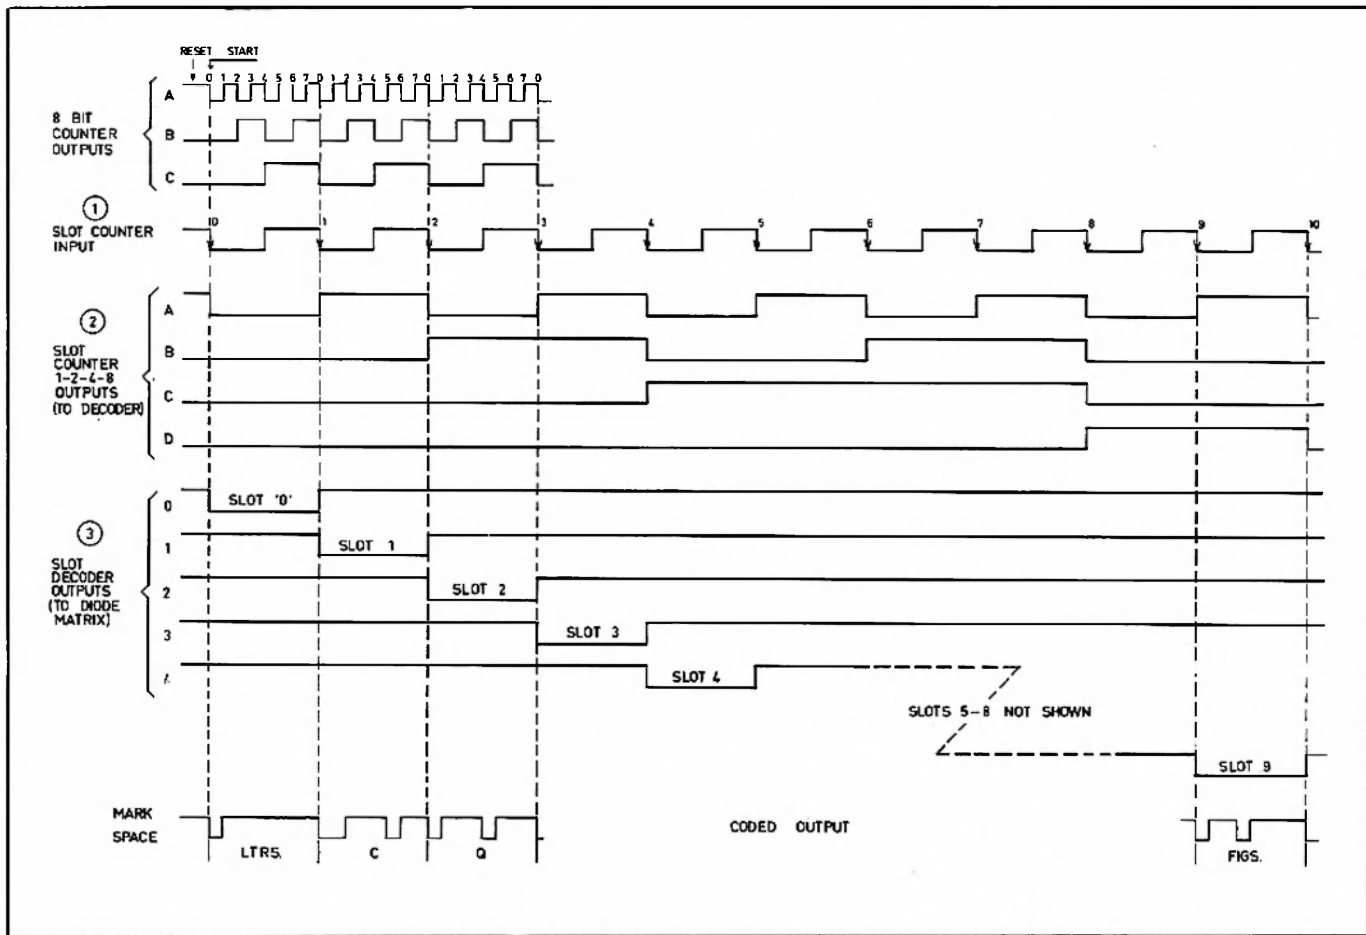 RESET START
0 1 2 3 4 5 6 7 0 1 2 3 4 5 6 7 0 1 2 3 4 5 6 7 0
A
8 BIT
COUNTER
OUTPUTS
B
C
1
SLOT COUNTER
INPUT
0 1 2 3 4 5 6 7 8 9 10
A
2
SLOT
COUNTER
1-2-4-8
OUTPUTS
(TO DECODER)
B
C
D
0 SLOT '0'
3
1 SLOT 1
SLOT
DECODER
OUTPUTS
(TO DIODE
MATRIX)
2 SLOT 2
3 SLOT 3
SLOT 4
SLOTS 5-8 NOT SHOWN
SLOT 9
MARK
SPACE
CODED OUTPUT
LTRS. C Q FIGS.